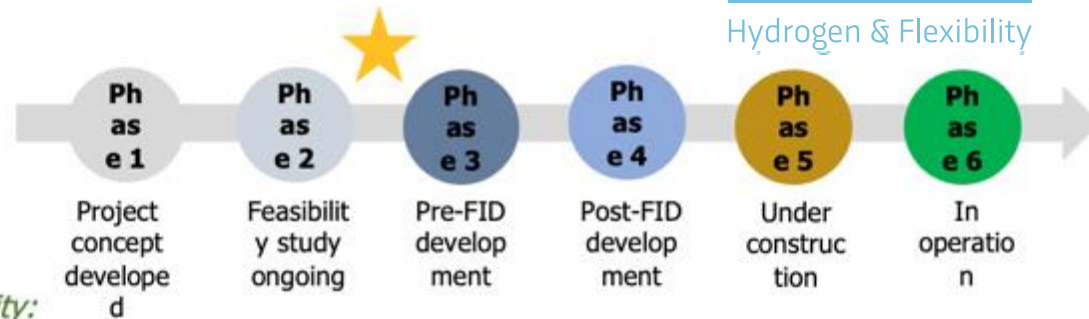 Hydrogen & Flexibility
Ph
as
e 1
Ph
as
e 2
Ph
as
e 3
Ph
as
e 4
Ph
as
e 5
Ph
as
e 6
Project
concept
develope
d
Feasibilit
y study
ongoing
Pre-FID
develop
ment
Post-FID
develop
ment
Under
construc
tion
In
operatio
n
ity: